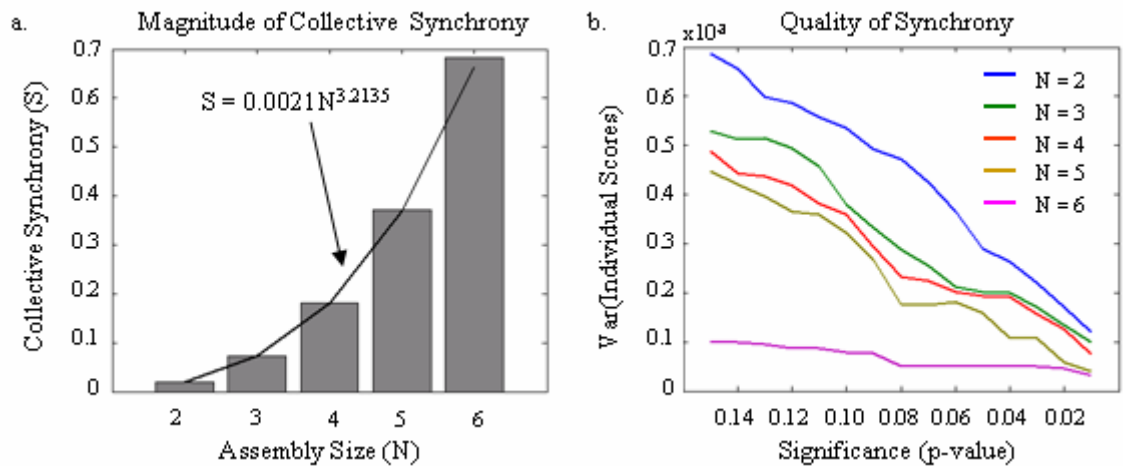 a. Magnitude of Collective Synchrony
0.7
0.6
0.5
0.4
0.3
0.2
0.1
0
Collective Synchrony (S)
S = 0.0021N^3.2135
2 3 4 5 6
Assembly Size (N)
b. Quality of Synchrony
x10³
0.7
0.6
0.5
0.4
0.3
0.2
0.1
0
Var(Individual Scores)
N = 2
N = 3
N = 4
N = 5
N = 6
0.14 0.12 0.10 0.08 0.06 0.04 0.02
Significance (p-value)